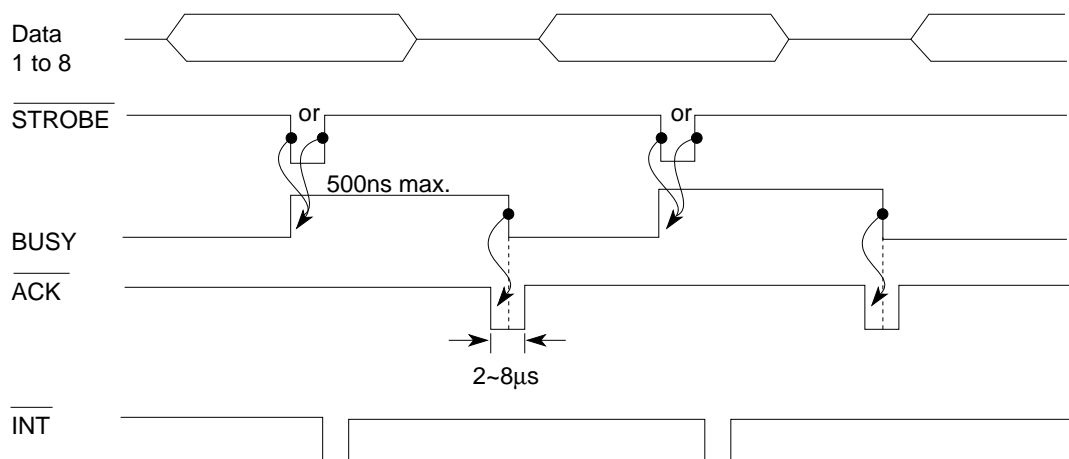 Data
1 to 8
STROBE
or
or
500ns max.
BUSY
ACK
2~8μs
INT